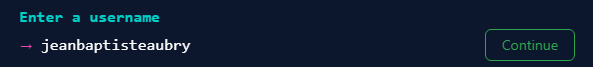 Enter a username
→ jeanbaptisteaubry
Continue